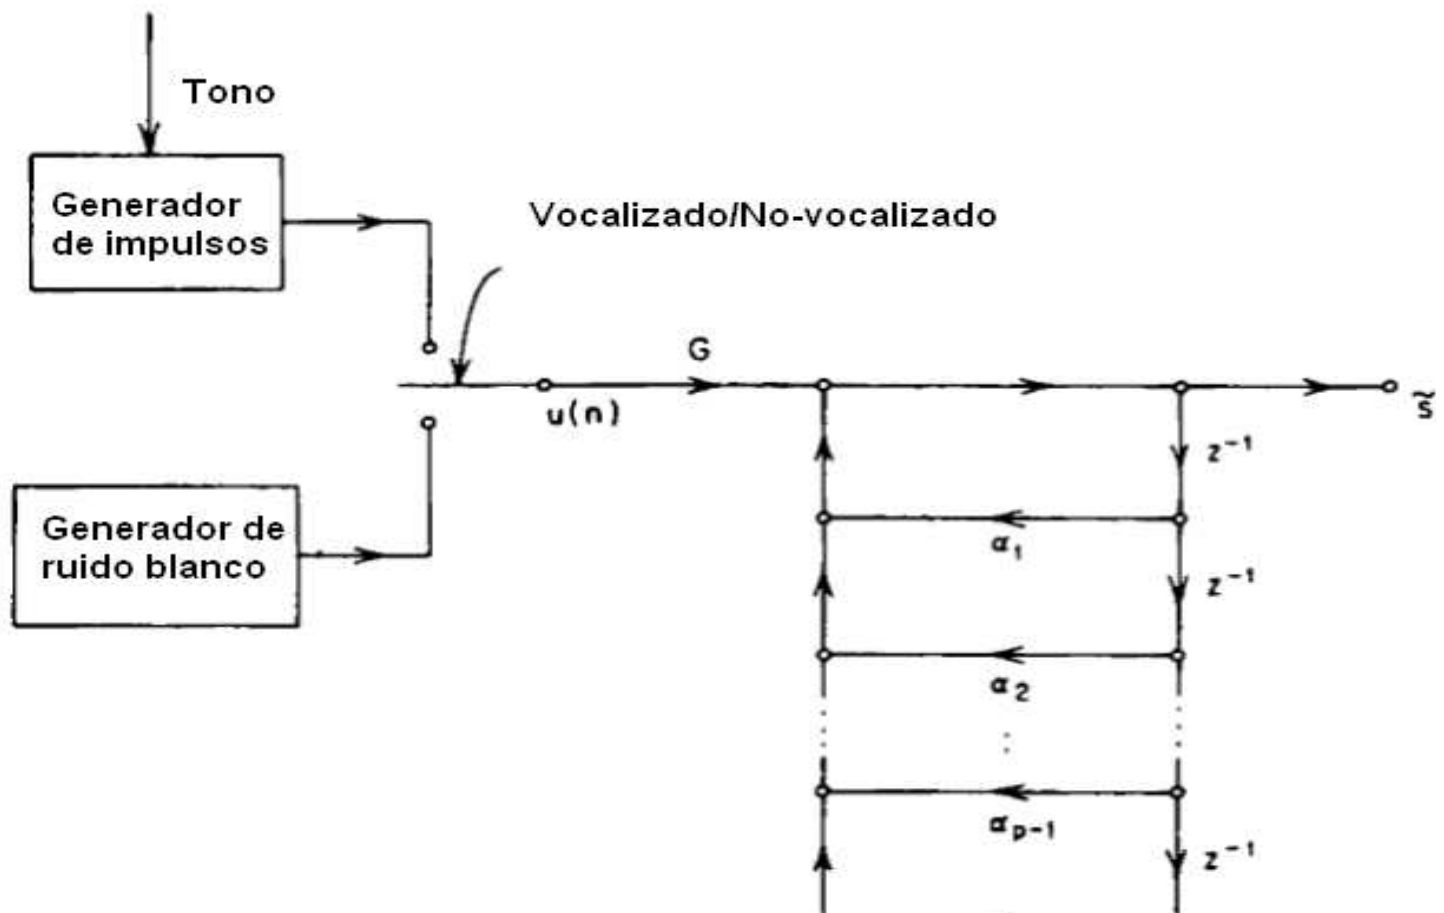 Tono
Generador
de impulsos
Vocalizado/No-vocalizado
G
u(n)
s̃
z⁻¹
α₁
z⁻¹
α₂
αₚ₋₁
z⁻¹
Generador de
ruido blanco